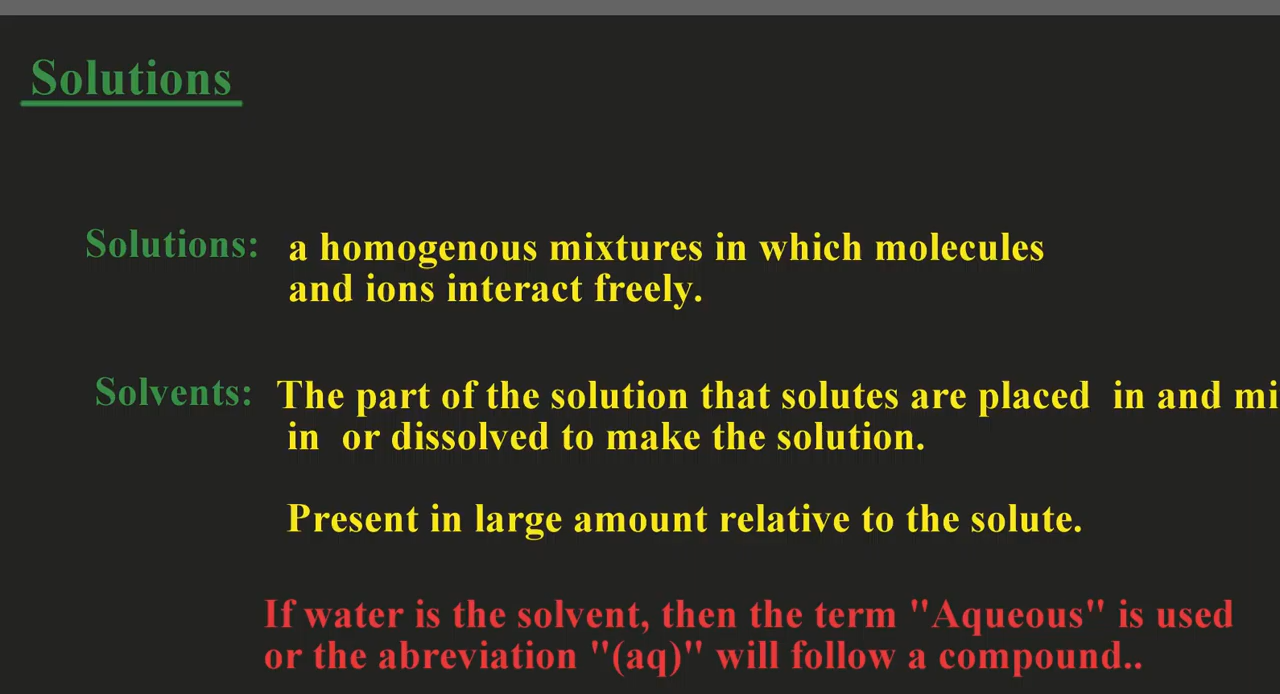 Solutions
Solutions: a homogenous mixtures in which molecules
and ions interact freely.
Solvents: The part of the solution that solutes are placed in and
in or dissolved to make the solution.
Present in large amount relative to the solute.
If water is the solvent, then the term "Aqueous" is used
or the abreviation "(aq)" will follow a compound..